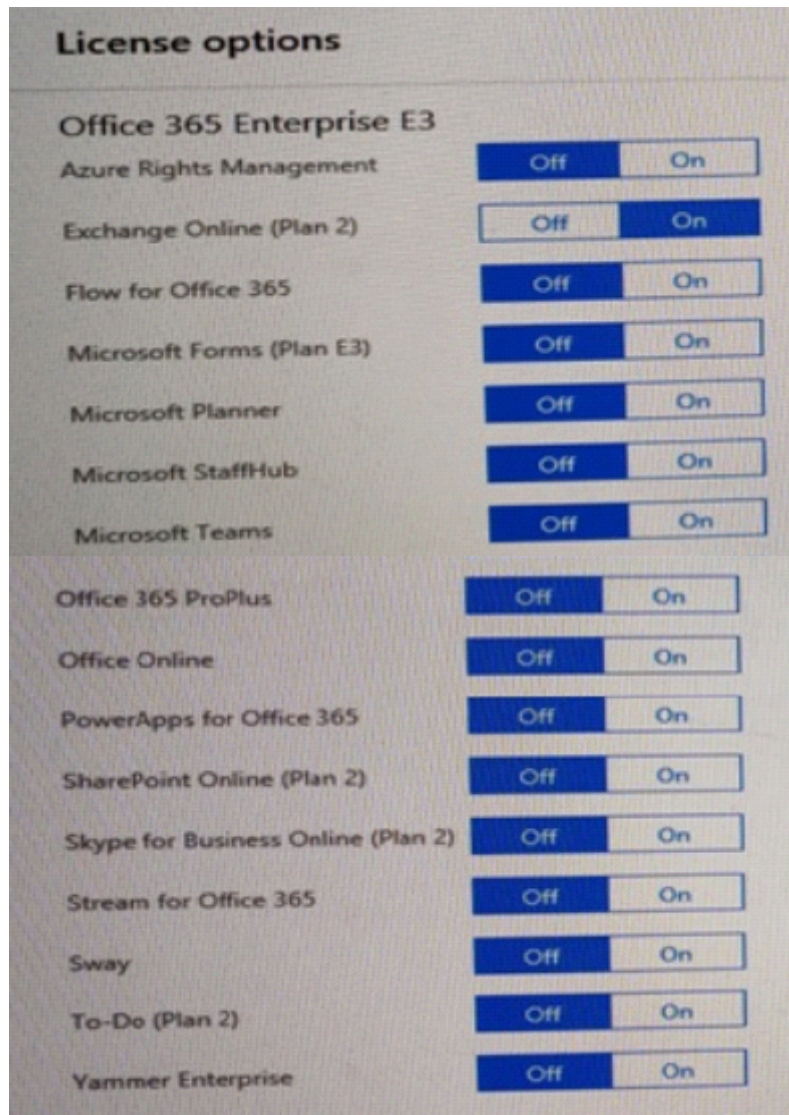 License options
Office 365 Enterprise E3
Azure Rights Management Off On
Exchange Online (Plan 2) Off On
Flow for Office 365 Off On
Microsoft Forms (Plan E3) Off On
Microsoft Planner Off On
Microsoft StaffHub Off On
Microsoft Teams Off On
Office 365 ProPlus Off On
Office Online Off On
PowerApps for Office 365 Off On
SharePoint Online (Plan 2) Off On
Skype for Business Online (Plan 2) Off On
Stream for Office 365 Off On
Sway Off On
To-Do (Plan 2) Off On
Yammer Enterprise Off On